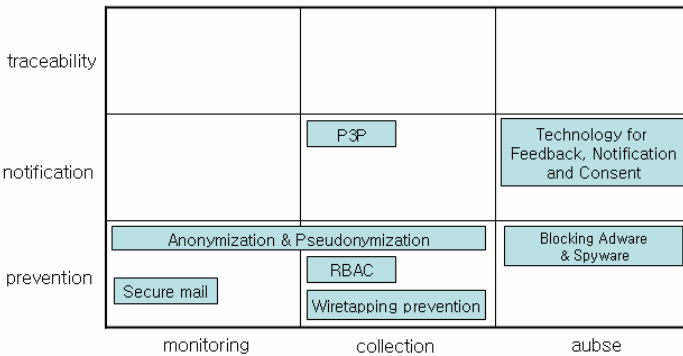 traceability
notification
P3P
Technology for
Feedback, Notification
and Consent
prevention
Anonymization & Pseudonymization
Blocking Adware
& Spyware
RBAC
Secure mail
Wiretapping prevention
monitoring
collection
aubse